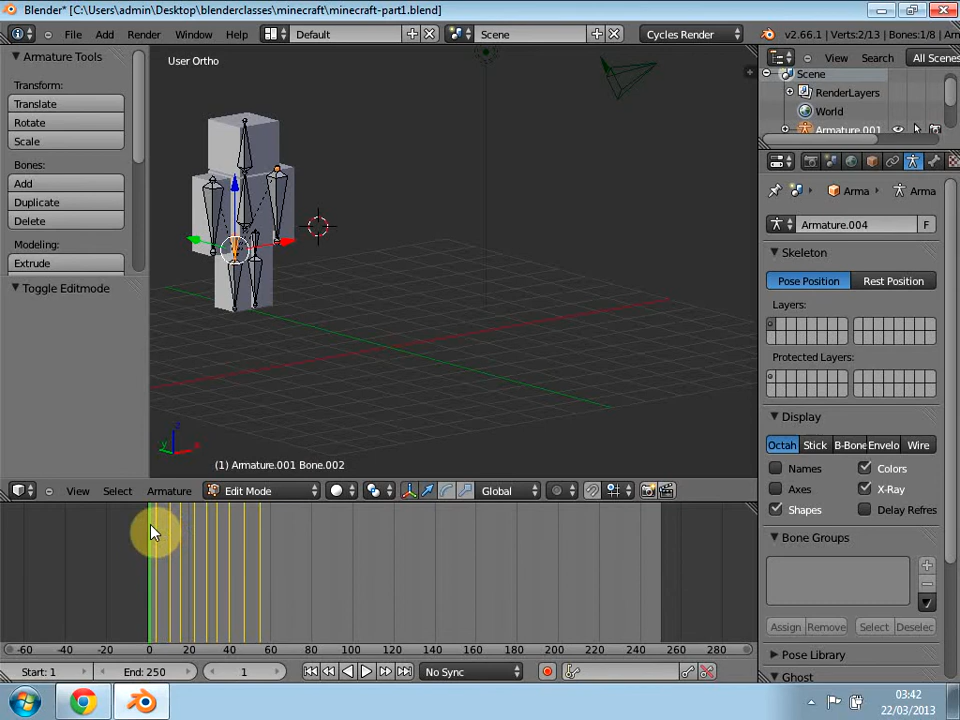 Blender* [C:\Users\admin\Desktop\blenderclasses\minecraft\minecraft-part1.blend]
File Add Render Window Help Default Scene Cycles Render v2.66.1 | Verts:2/13 | Bones:1/8 | Ar
Armature Tools
Transform:
Translate
Rotate
Scale
Bones:
Add
Duplicate
Delete
Modeling:
Extrude
Toggle Editmode
User Ortho
z
y x
(1) Armature.001 Bone.002
View Select Armature Edit Mode Global
-60 -40 -20 0 20 40 60 80 100 120 140 160 180 200 220 240 260 280
Start: 1 End: 250 1 No Sync
View Search All Scenes
Scene
RenderLayers
World
Armature.001
Arma Arma
Armature.004 F
Skeleton
Pose Position Rest Position
Layers:
Protected Layers:
Display
Octah Stick B-Bone Envelo Wire
Names Colors
Axes X-Ray
Shapes Delay Refres
Bone Groups
Assign Remove Select Deselec
Pose Library
Ghost
03:42
22/03/2013